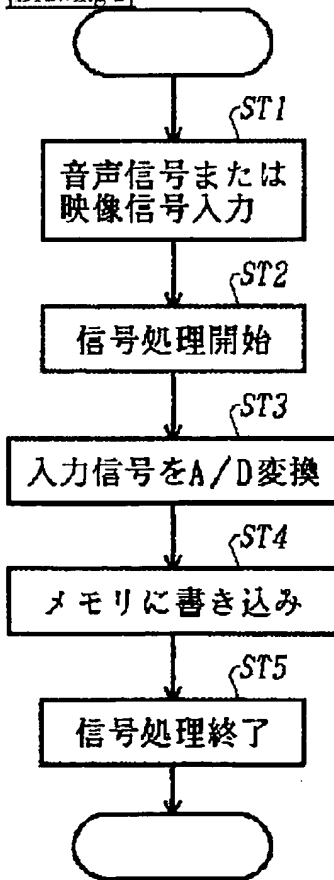 ST1
音声信号または
映像信号入力
ST2
信号処理開始
ST3
入力信号をA/D変換
ST4
メモリに書き込み
ST5
信号処理終了